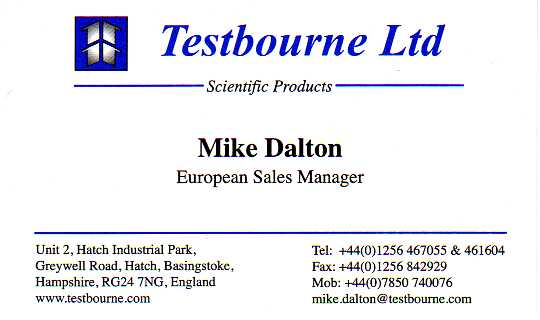 Testbourne Ltd
Scientific Products
Mike Dalton
European Sales Manager
Unit 2, Hatch Industrial Park,
Greywell Road, Hatch, Basingstoke,
Hampshire, RG24 7NG, England
www.testbourne.com
Tel: +44(0)1256 467055 & 461604
Fax: +44(0)1256 842929
Mob: +44(0)7850 740076
mike.dalton@testbourne.com